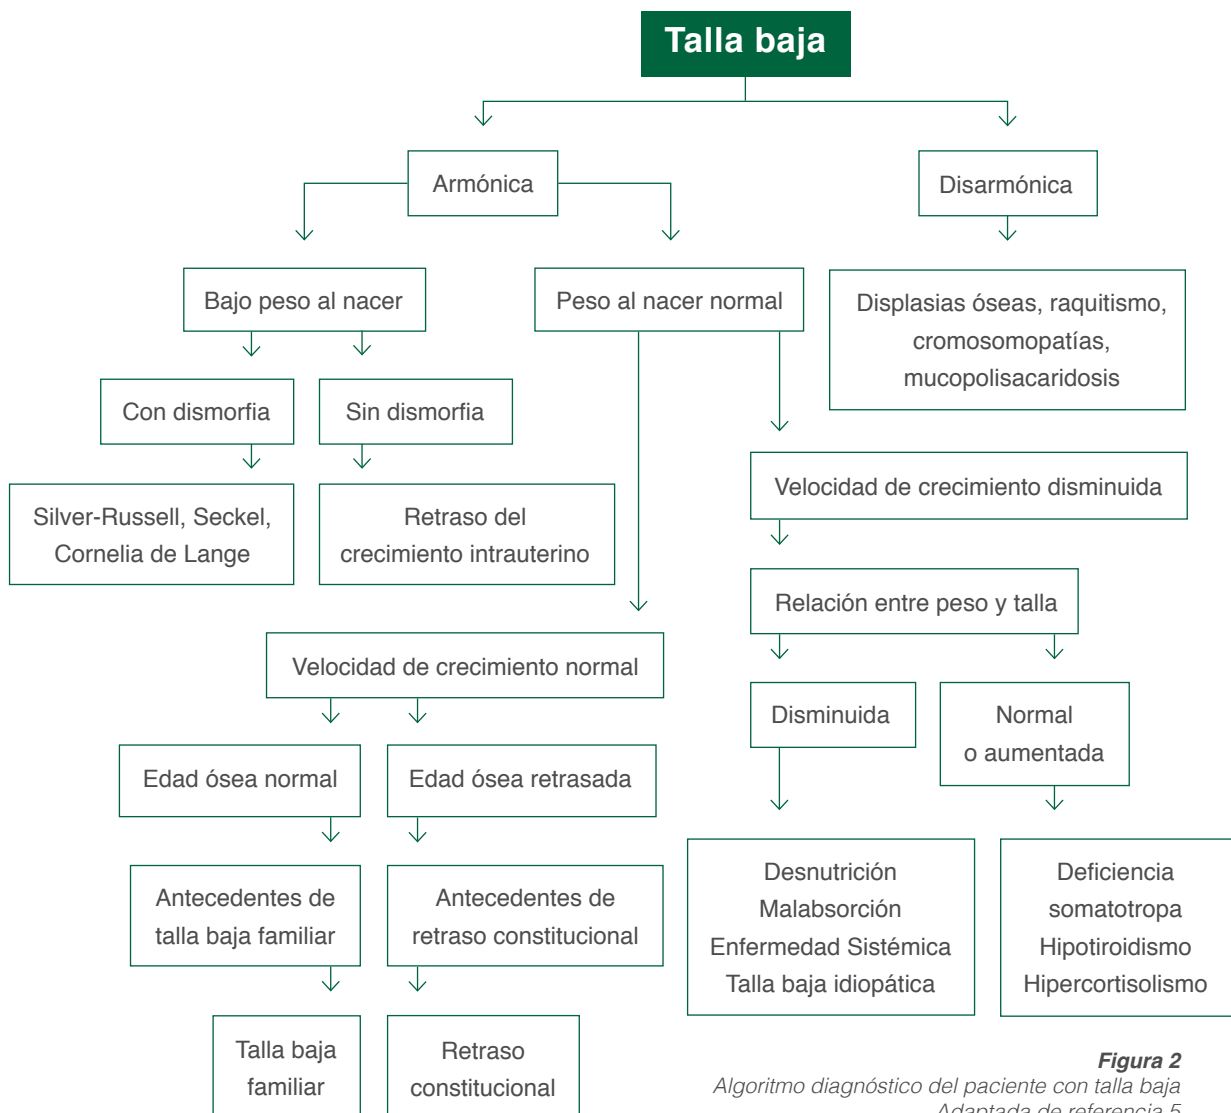 Talla baja
Armónica
Disarmónica
Bajo peso al nacer
Peso al nacer normal
Displasias óseas, raquitismo,
cromosomopatías,
mucopolisacaridosis
Con dismorfia
Sin dismorfia
Velocidad de crecimiento disminuida
Silver-Russell, Seckel,
Cornelia de Lange
Retraso del
crecimiento intrauterino
Relación entre peso y talla
Velocidad de crecimiento normal
Disminuida
Normal
o aumentada
Edad ósea normal
Edad ósea retrasada
Antecedentes de
talla baja familiar
Antecedentes de
retraso constitucional
Desnutrición
Malabsorción
Enfermedad Sistémica
Talla baja idiopática
Deficiencia
somatotropa
Hipotiroidismo
Hipercortisolismo
Talla baja
familiar
Retraso
constitucional
Figura 2
Algoritmo diagnóstico del paciente con talla baja
Adaptada de referencia 5